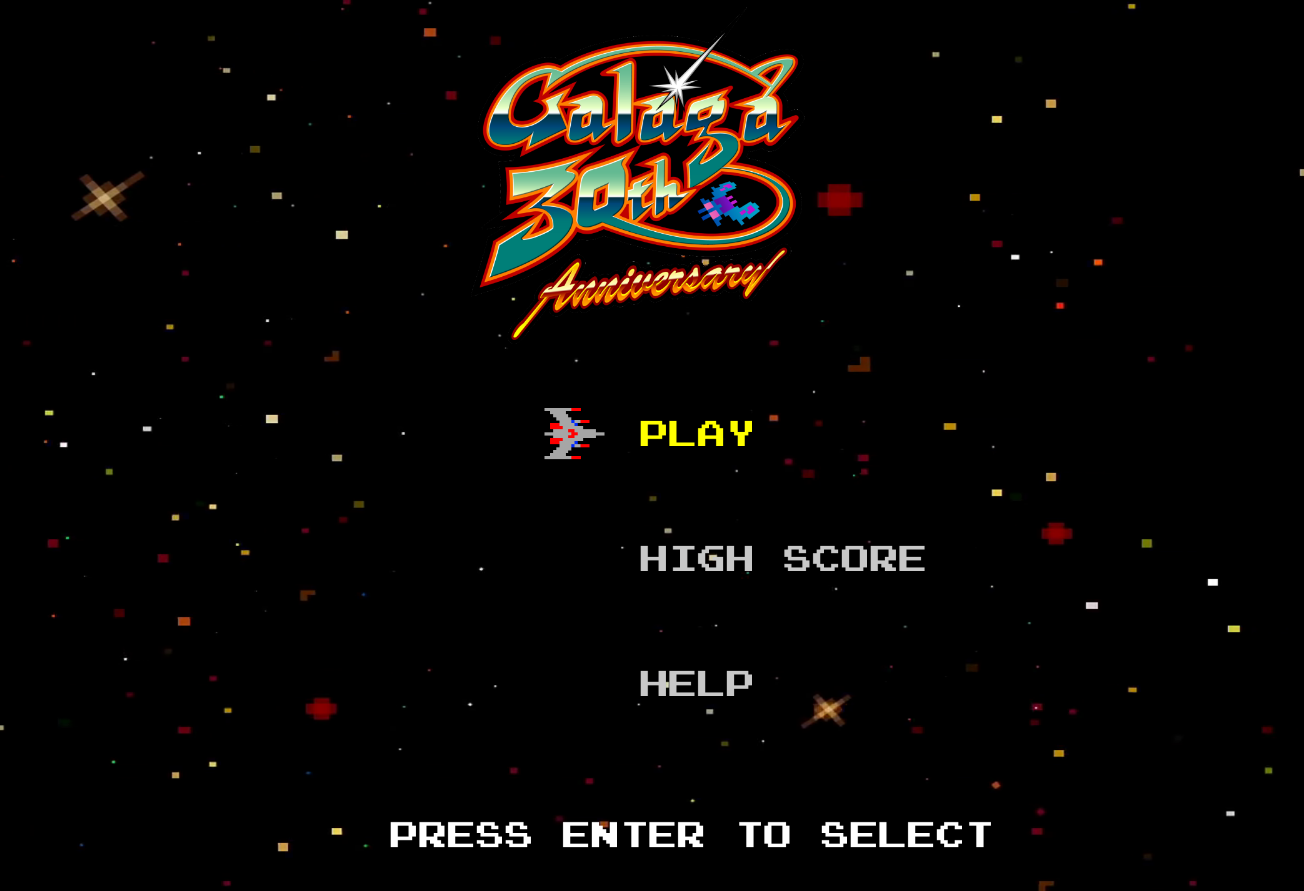 Galaga
30th
Anniversary
PLAY
HIGH SCORE
HELP
PRESS ENTER TO SELECT